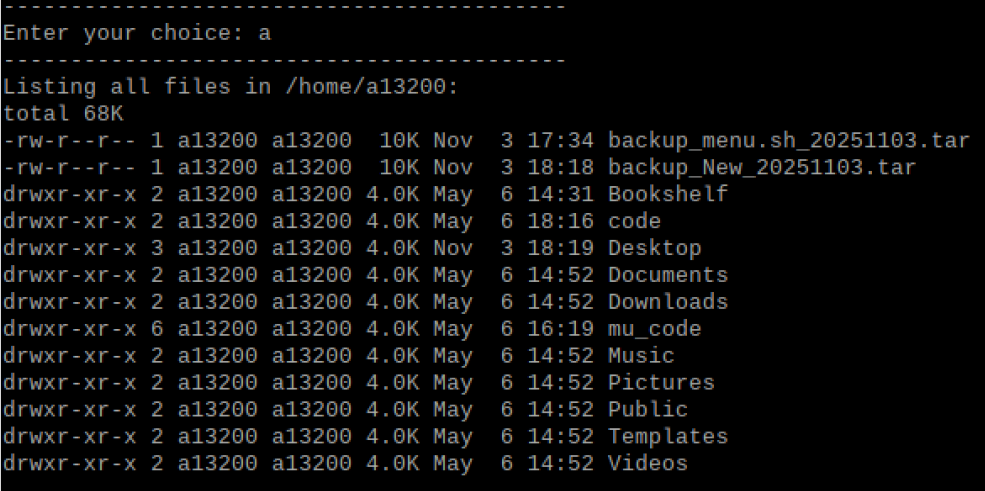 ------------------------------------------
Enter your choice: a
------------------------------------------
Listing all files in /home/a13200:
total 68K
-rw-r--r-- 1 a13200 a13200  10K Nov  3 17:34 backup_menu.sh_20251103.tar
-rw-r--r-- 1 a13200 a13200  10K Nov  3 18:18 backup_New_20251103.tar
drwxr-xr-x 2 a13200 a13200 4.0K May  6 14:31 Bookshelf
drwxr-xr-x 2 a13200 a13200 4.0K May  6 18:16 code
drwxr-xr-x 3 a13200 a13200 4.0K Nov  3 18:19 Desktop
drwxr-xr-x 2 a13200 a13200 4.0K May  6 14:52 Documents
drwxr-xr-x 2 a13200 a13200 4.0K May  6 14:52 Downloads
drwxr-xr-x 6 a13200 a13200 4.0K May  6 16:19 mu_code
drwxr-xr-x 2 a13200 a13200 4.0K May  6 14:52 Music
drwxr-xr-x 2 a13200 a13200 4.0K May  6 14:52 Pictures
drwxr-xr-x 2 a13200 a13200 4.0K May  6 14:52 Public
drwxr-xr-x 2 a13200 a13200 4.0K May  6 14:52 Templates
drwxr-xr-x 2 a13200 a13200 4.0K May  6 14:52 Videos